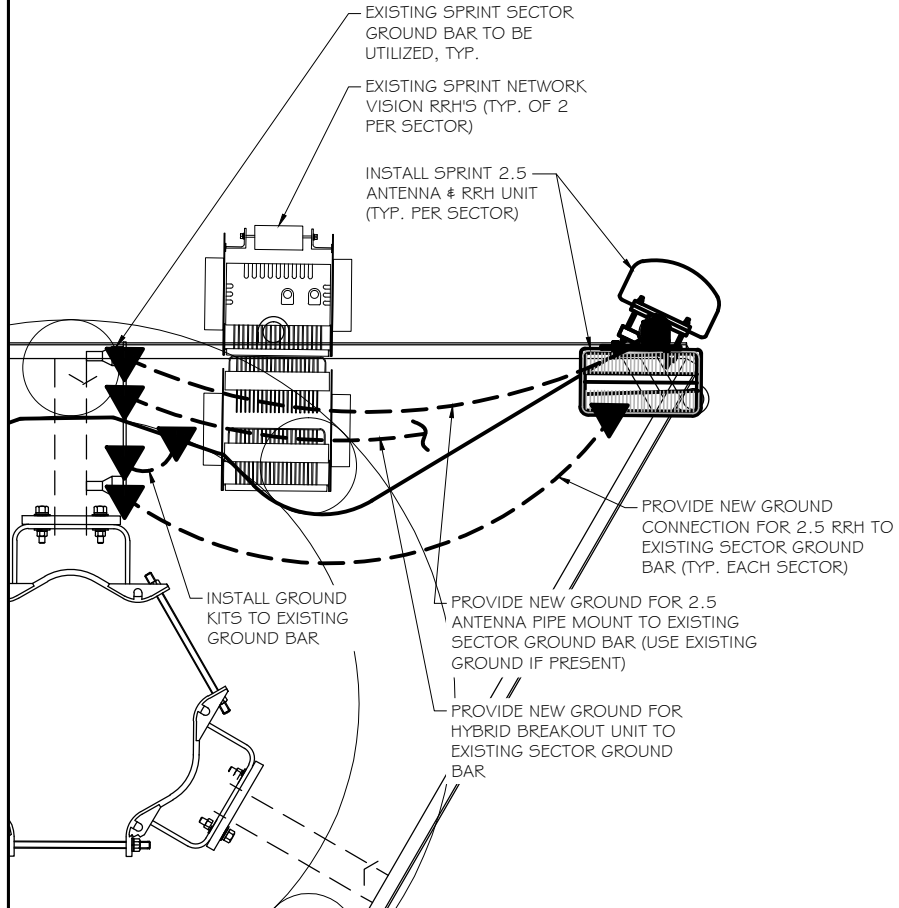 EXISTING SPRINT SECTOR
GROUND BAR TO BE
UTILIZED, TYP.
EXISTING SPRINT NETWORK
VISION RRH'S (TYP. OF 2
PER SECTOR)
INSTALL SPRINT 2.5
ANTENNA & RRH UNIT
(TYP. PER SECTOR)
PROVIDE NEW GROUND
CONNECTION FOR 2.5 RRH TO
EXISTING SECTOR GROUND
BAR (TYP. EACH SECTOR)
INSTALL GROUND
KITS TO EXISTING
GROUND BAR
PROVIDE NEW GROUND FOR 2.5
ANTENNA PIPE MOUNT TO EXISTING
SECTOR GROUND BAR (USE EXISTING
GROUND IF PRESENT)
PROVIDE NEW GROUND FOR
HYBRID BREAKOUT UNIT TO
EXISTING SECTOR GROUND
BAR